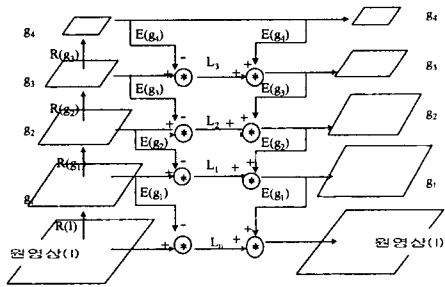 g₄ g₄
E(g₄) E(g₄)
R(g₃) - L₃
g₃ + + + g₃
E(g₃) E(g₃)
R(g₂) - L₂
g₂ + + + g₂
E(g₂) E(g₂)
R(g₁) - L₁
g + + + g₁
E(g₁) E(g₁)
R(I) - +
원영상(I) + L₀ + 원영상(I)